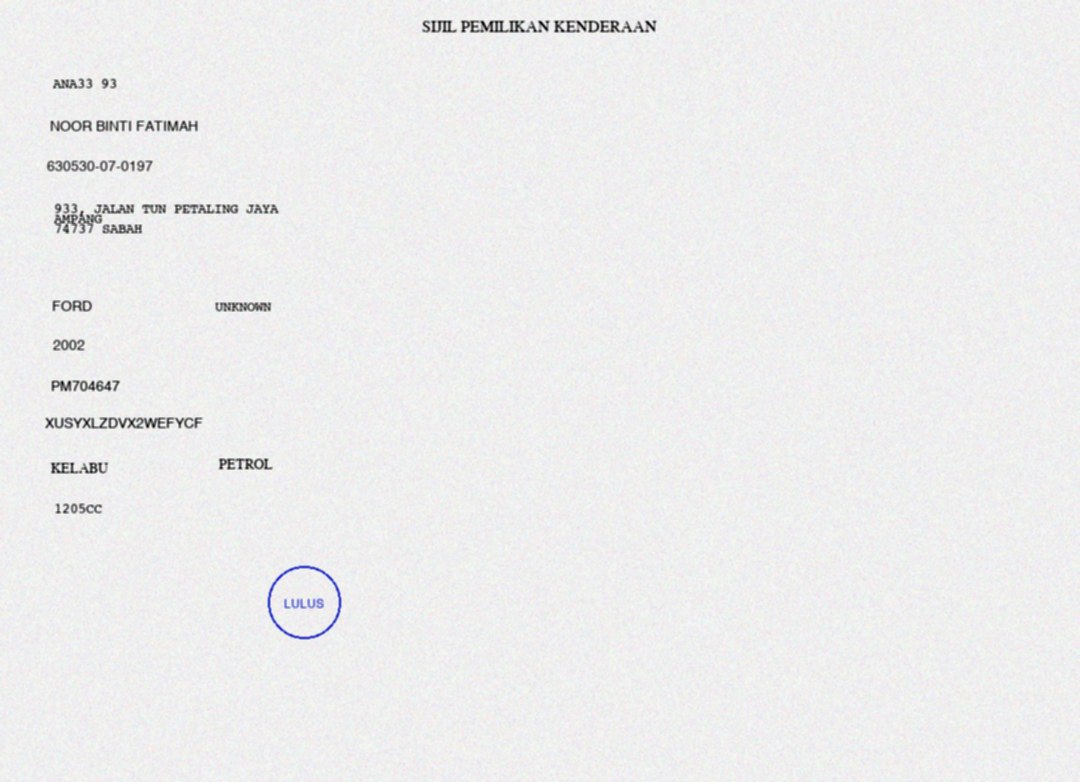 SIJIL PEMILIKAN KENDERAAN
ANA33 93
NOOR BINTI FATIMAH
630530-07-0197
933, JALAN TUN PETALING JAYA
AMPANG
74737 SABAH
FORD UNKNOWN
2002
PM704647
XUSYXLZDVX2WEFYCF
KELABU PETROL
1205CC
LULUS